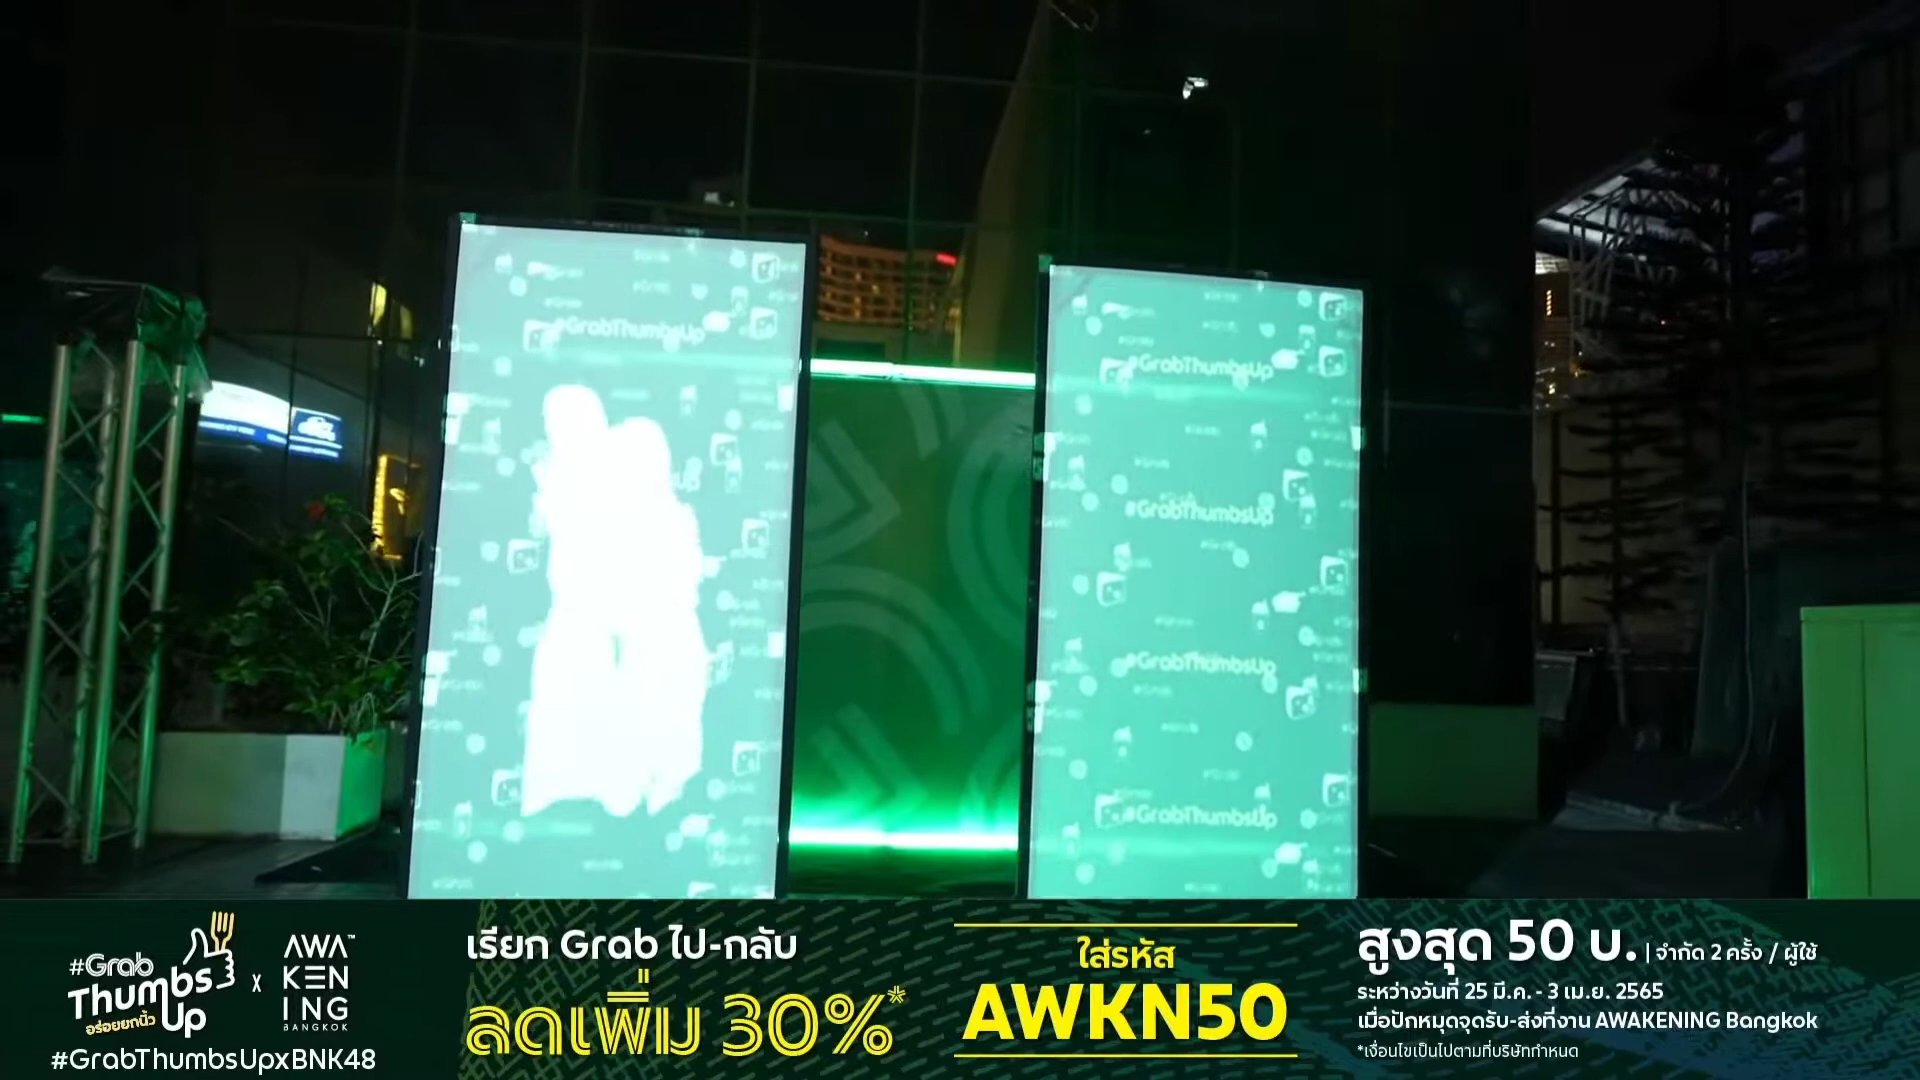 #GrabThumbsUp
#GrabThumbsUp
#GrabThumbsUp
#GrabThumbsUp
#GrabThumbsUp
#Grab
Thumbs
Up
อร่อยยกนิ้ว
x
AWA™
KEN
ING
BANGKOK
#GrabThumbsUpxBNK48
เรียก Grab ไป-กลับ
ลดเพิ่ม 30%*
ใส่รหัส
AWKN50
สูงสุด 50 บ. | จำกัด 2 ครั้ง / ผู้ใช้
ระหว่างวันที่ 25 มี.ค. - 3 เม.ย. 2565
เมื่อปักหมุดจุดรับ-ส่งที่งาน AWAKENING Bangkok
*เงื่อนไขเป็นไปตามที่บริษัทกำหนด